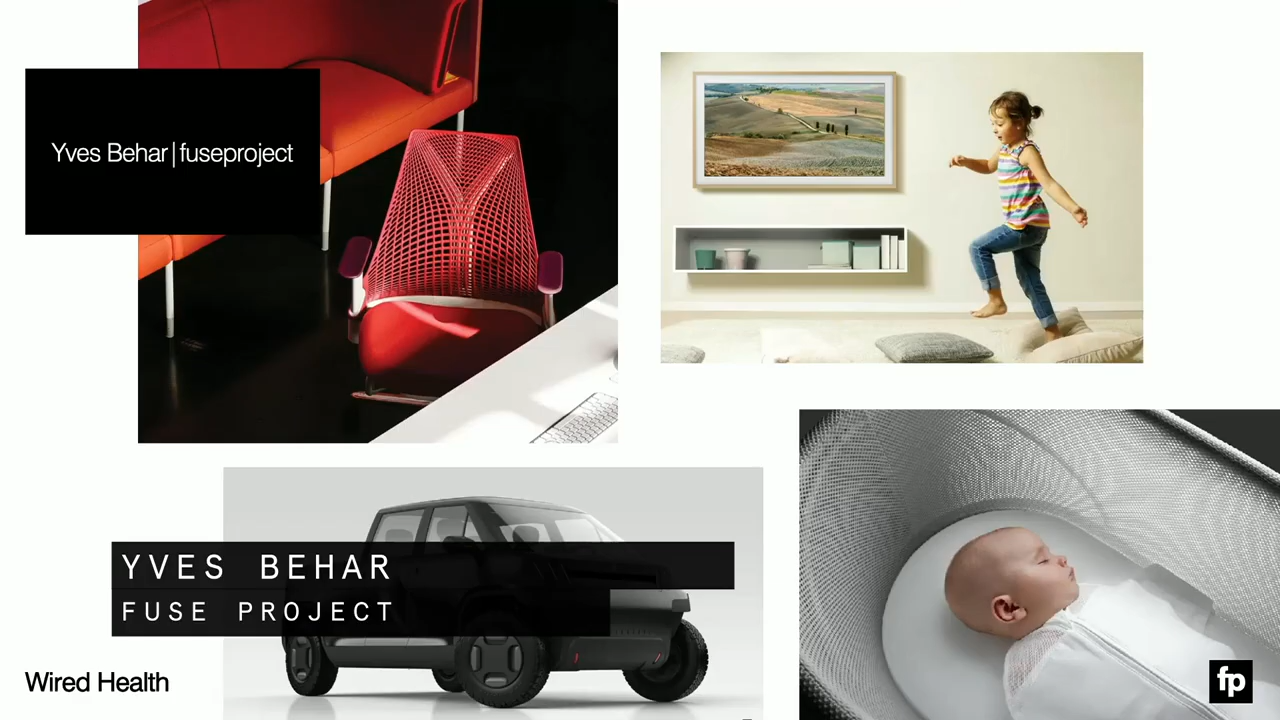 Yves Behar|fuseproject
YVES BEHAR
FUSE PROJECT
Wired Health
fp